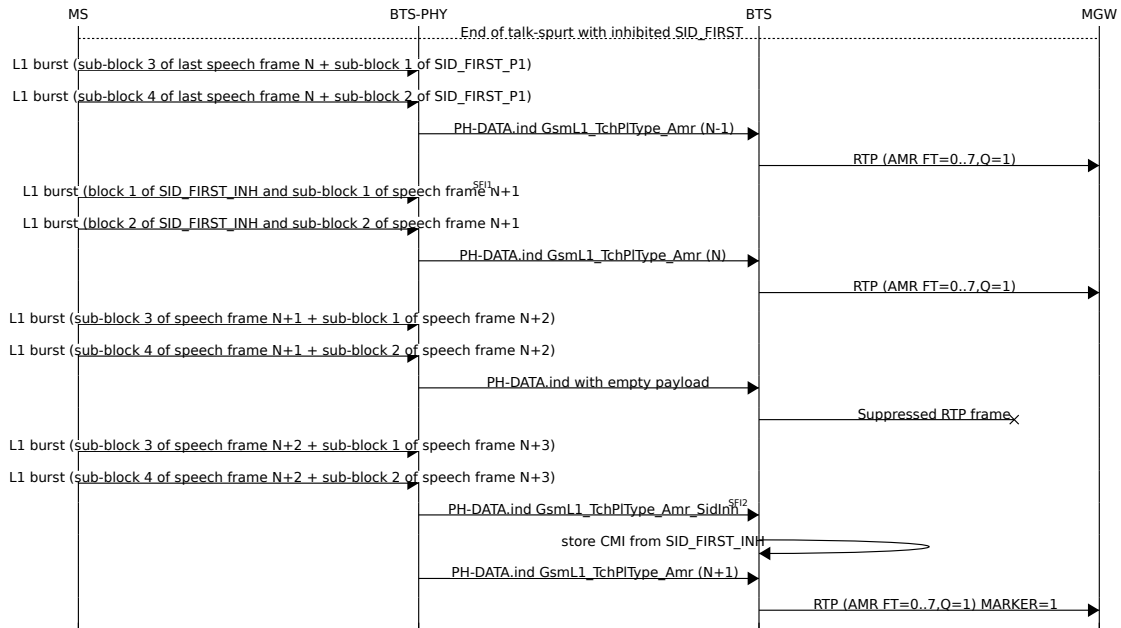 MS BTS-PHY BTS MGW
End of talk-spurt with inhibited SID_FIRST
L1 burst (sub-block 3 of last speech frame N + sub-block 1 of SID_FIRST_P1)
L1 burst (sub-block 4 of last speech frame N + sub-block 2 of SID_FIRST_P1)
PH-DATA.ind GsmL1_TchPlType_Amr (N-1)
RTP (AMR FT=0..7,Q=1)
L1 burst (block 1 of SID_FIRST_INH and sub-block 1 of speech frame N+1 SFI1
L1 burst (block 2 of SID_FIRST_INH and sub-block 2 of speech frame N+1
PH-DATA.ind GsmL1_TchPlType_Amr (N)
RTP (AMR FT=0..7,Q=1)
L1 burst (sub-block 3 of speech frame N+1 + sub-block 1 of speech frame N+2)
L1 burst (sub-block 4 of speech frame N+1 + sub-block 2 of speech frame N+2)
PH-DATA.ind with empty payload
Suppressed RTP frame
L1 burst (sub-block 3 of speech frame N+2 + sub-block 1 of speech frame N+3)
L1 burst (sub-block 4 of speech frame N+2 + sub-block 2 of speech frame N+3)
PH-DATA.ind GsmL1_TchPlType_Amr_SidInh SFI2
store CMI from SID_FIRST_INH
PH-DATA.ind GsmL1_TchPlType_Amr (N+1)
RTP (AMR FT=0..7,Q=1) MARKER=1